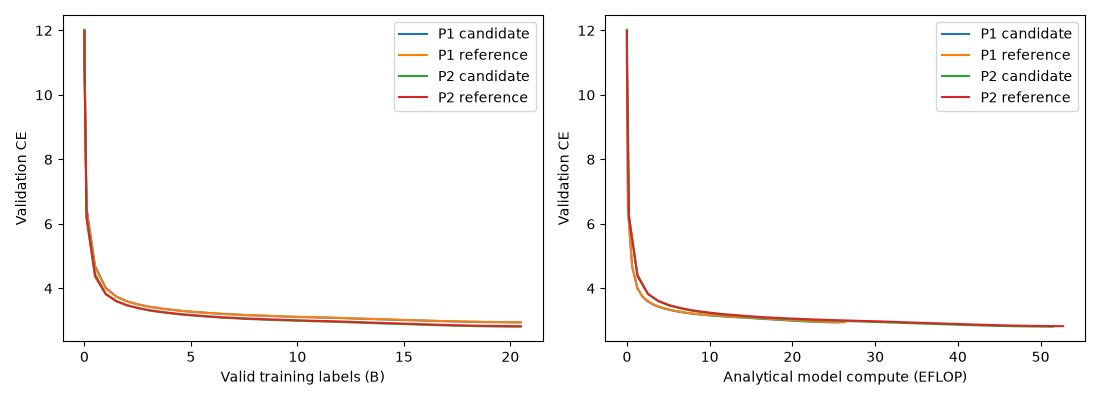 12
10
8
6
4
0
5
10
15
20
Validation CE
Valid training labels (B)
P1 candidate
P1 reference
P2 candidate
P2 reference
12
10
8
6
4
0
10
20
30
40
50
Validation CE
Analytical model compute (EFLOP)
P1 candidate
P1 reference
P2 candidate
P2 reference